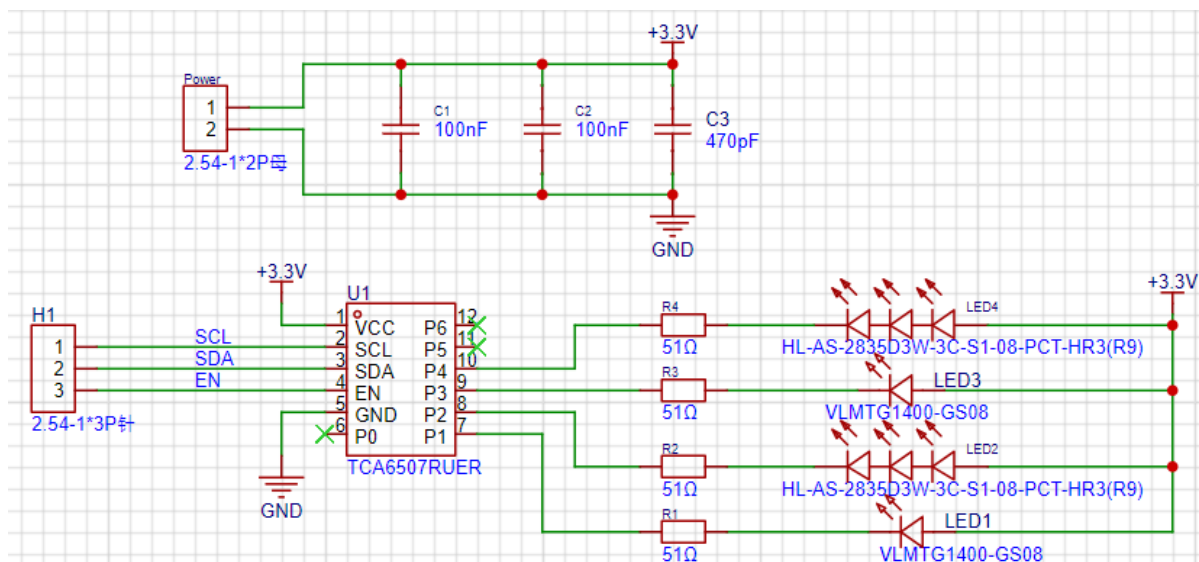 +3.3V
Power
1
2
2.54-1*2P母
C1
100nF
C2
100nF
C3
470pF
GND
+3.3V
H1
1
2
3
2.54-1*3P针
SCL
SDA
EN
U1
1 VCC
2 SCL
3 SDA
4 EN
5 GND
6 P0
P6 12
P5 11
P4 10
P3 9
P2 8
P1 7
TCA6507RUER
GND
R4
51Ω
R3
51Ω
R2
51Ω
R1
51Ω
+3.3V
LED4
HL-AS-2835D3W-3C-S1-08-PCT-HR3(R9)
LED3
VLMTG1400-GS08
LED2
HL-AS-2835D3W-3C-S1-08-PCT-HR3(R9)
LED1
VLMTG1400-GS08